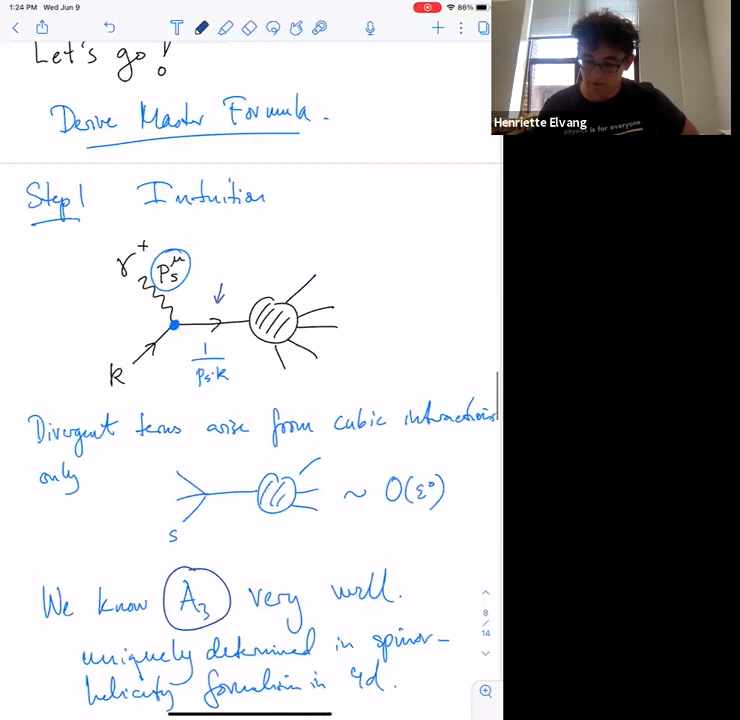 1:24 PM Wed Jun 9
86%
Let's go!
Derive Master Formula.
Step 1 Intuition
γ+
psμ
k
1
ps·k
Divergent terms arise from cubic interactions
only
s
~ O(ε°)
We know A3 very well.
uniquely determined in spinor-
helicity formalism in 4d.
Henriette Elvang
physics is for everyone
8
/
14